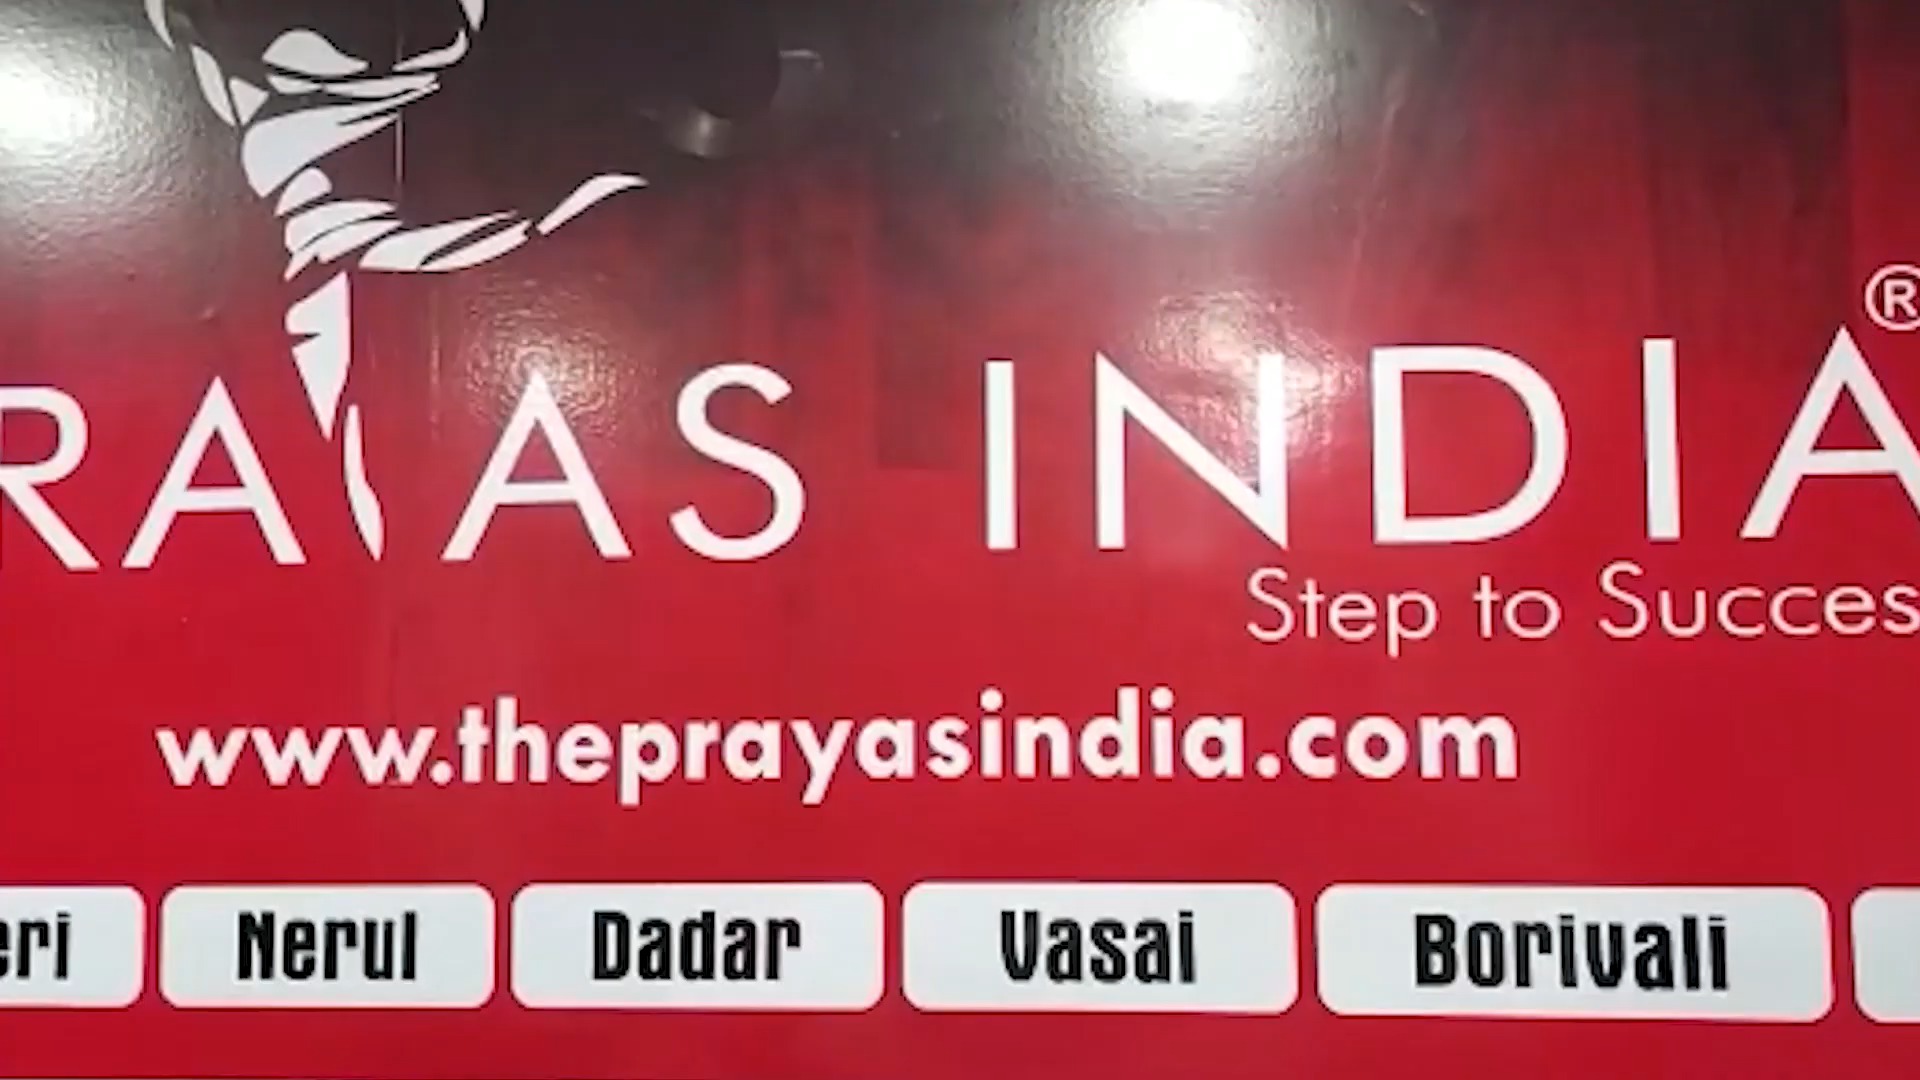 ®
RAYAS INDIA
Step to Succes
www.theprayasindia.com
eri Nerul Dadar Vasai Borivali